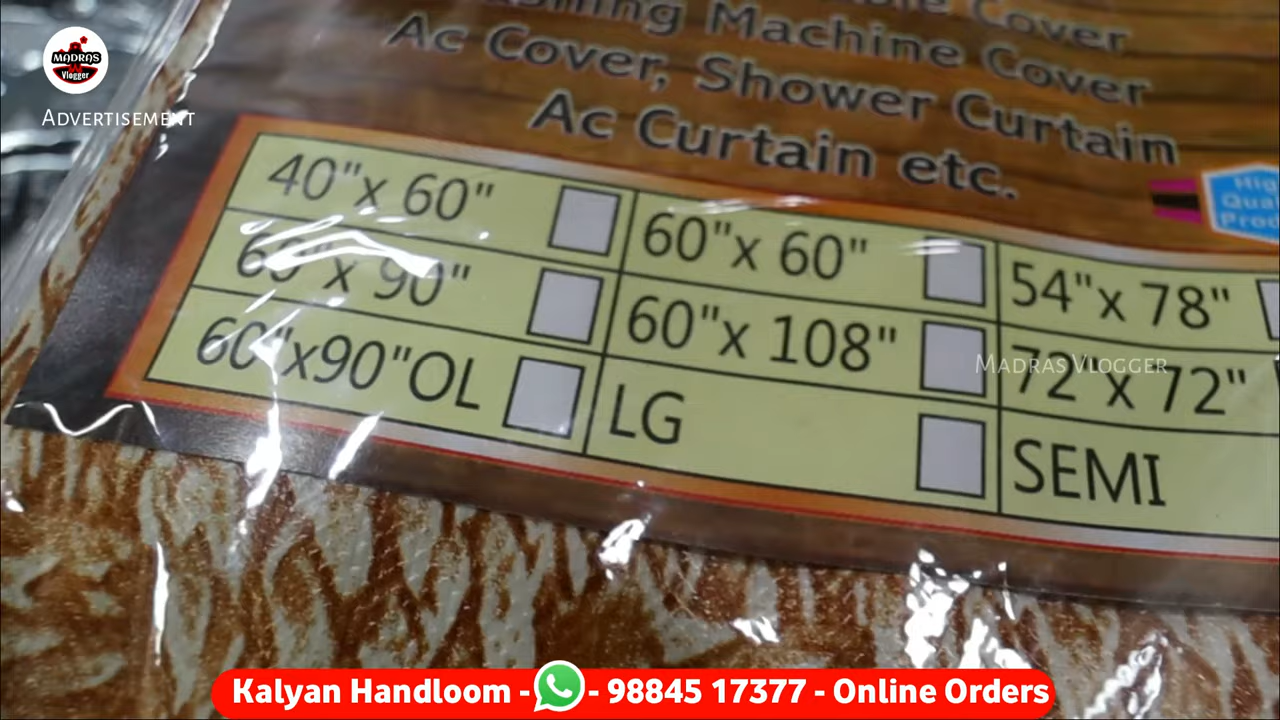 MADRAS
Vlogger
ADVERTISEMENT
Cover
Machine Cover
Ac Cover, Shower Curtain
Ac Curtain etc.
40"x 60"
60"x 60"
54"x 78"
60"x 90"
60"x 108"
72"x 72"
60"x90"OL
LG
SEMI
MADRAS VLOGGER
Kalyan Handloom - - 98845 17377 - Online Orders